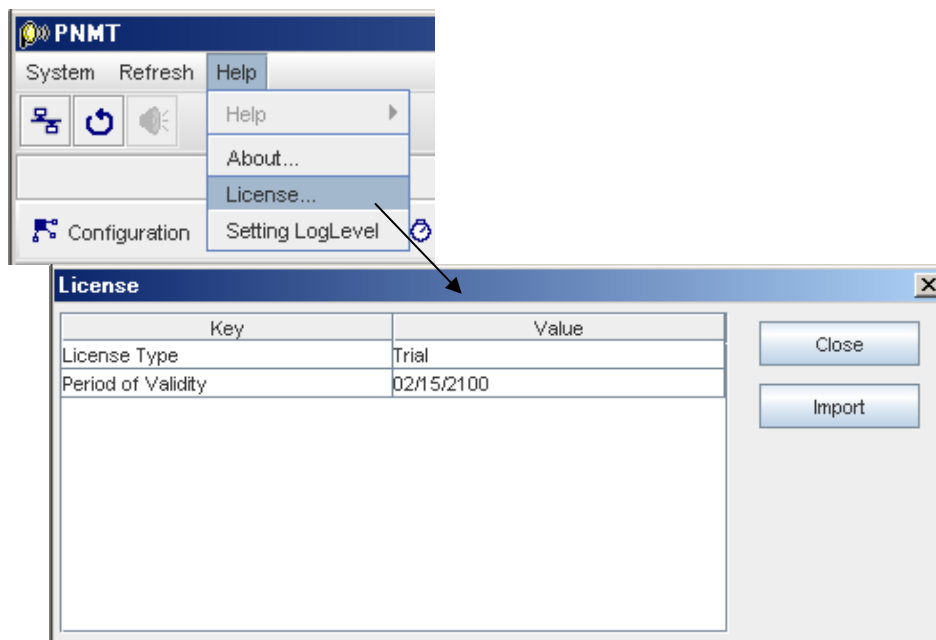 PNMT
System Refresh Help
Help
About...
License...
Configuration Setting LogLevel
License
Key Value
License Type Trial
Period of Validity 02/15/2100
Close
Import